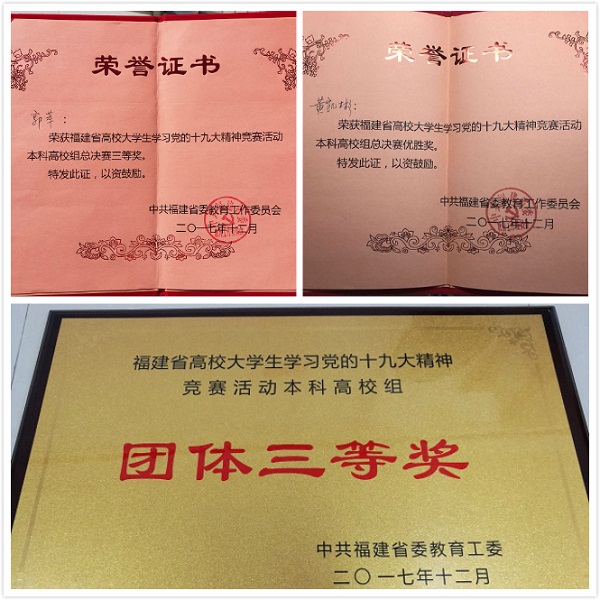 荣誉证书
郭苹：
荣获福建省高校大学生学习党的十九大精神竞赛活动
本科高校组总决赛三等奖。
特发此证，以资鼓励。
中共福建省委教育工作委员会
二〇一七年十二月
荣誉证书
黄凯彬：
荣获福建省高校大学生学习党的十九大精神竞赛活动
本科高校组总决赛优胜奖。
特发此证，以资鼓励。
中共福建省委教育工作委员会
二〇一七年十二月
福建省高校大学生学习党的十九大精神
竞赛活动本科高校组
团体三等奖
中共福建省委教育工委
二〇一七年十二月